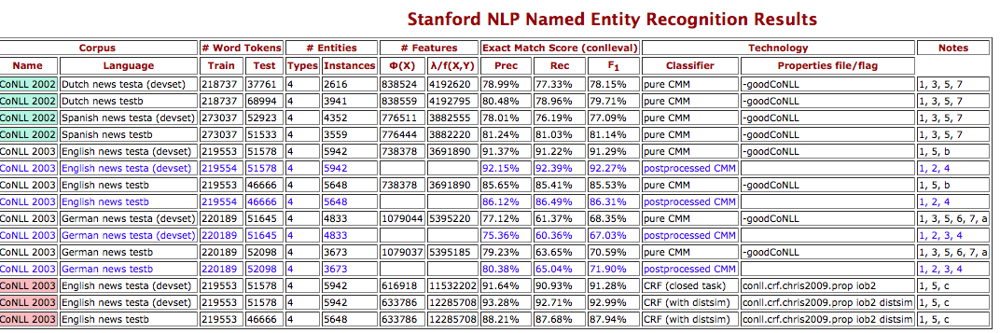 Stanford NLP Named Entity Recognition Results
Corpus # Word Tokens # Entities # Features Exact Match Score (conlleval) Technology Notes
Name Language Train Test Types Instances Φ(X) λ/f(X,Y) Prec Rec F1 Classifier Properties file/flag
CoNLL 2002 Dutch news testa (devset) 218737 37761 4 2616 838524 4192620 78.99% 77.33% 78.15% pure CMM -goodCoNLL 1, 3, 5, 7
CoNLL 2002 Dutch news testb 218737 68994 4 3941 838559 4192795 80.48% 78.96% 79.71% pure CMM -goodCoNLL 1, 3, 5, 7
CoNLL 2002 Spanish news testa (devset) 273037 52923 4 4352 776511 3882555 78.01% 76.19% 77.09% pure CMM -goodCoNLL 1, 3, 5, 7
CoNLL 2002 Spanish news testb 273037 51533 4 3559 776444 3882220 81.24% 81.03% 81.14% pure CMM -goodCoNLL 1, 3, 5, 7
CoNLL 2003 English news testa (devset) 219553 51578 4 5942 738378 3691890 91.37% 91.22% 91.29% pure CMM -goodCoNLL 1, 5, b
CoNLL 2003 English news testa (devset) 219554 51578 4 5942 92.15% 92.39% 92.27% postprocessed CMM 1, 2, 4
CoNLL 2003 English news testb 219553 46666 4 5648 738378 3691890 85.65% 85.41% 85.53% pure CMM -goodCoNLL 1, 5, b
CoNLL 2003 English news testb 219554 46666 4 5648 86.12% 86.49% 86.31% postprocessed CMM 1, 2, 4
CoNLL 2003 German news testa (devset) 220189 51645 4 4833 1079044 5395220 77.12% 61.37% 68.35% pure CMM -goodCoNLL 1, 3, 5, 6, 7, a
CoNLL 2003 German news testa (devset) 220189 51645 4 4833 75.36% 60.36% 67.03% postprocessed CMM 1, 2, 3, 4
CoNLL 2003 German news testb 220189 52098 4 3673 1079037 5395185 79.23% 63.65% 70.59% pure CMM -goodCoNLL 1, 3, 5, 6, 7, a
CoNLL 2003 German news testb 220189 52098 4 3673 80.38% 65.04% 71.90% postprocessed CMM 1, 2, 3, 4
CoNLL 2003 English news testa (devset) 219553 51578 4 5942 616918 11532202 91.64% 90.93% 91.28% CRF (closed task) conll.crf.chris2009.prop iob2 1, 5, c
CoNLL 2003 English news testa (devset) 219553 51578 4 5942 633786 12285708 93.28% 92.71% 92.99% CRF (with distsim) conll.crf.chris2009.prop iob2 distsim 1, 5, c
CoNLL 2003 English news testb 219553 46666 4 5648 633786 12285708 88.21% 87.68% 87.94% CRF (with distsim) conll.crf.chris2009.prop iob2 distsim 1, 5, c